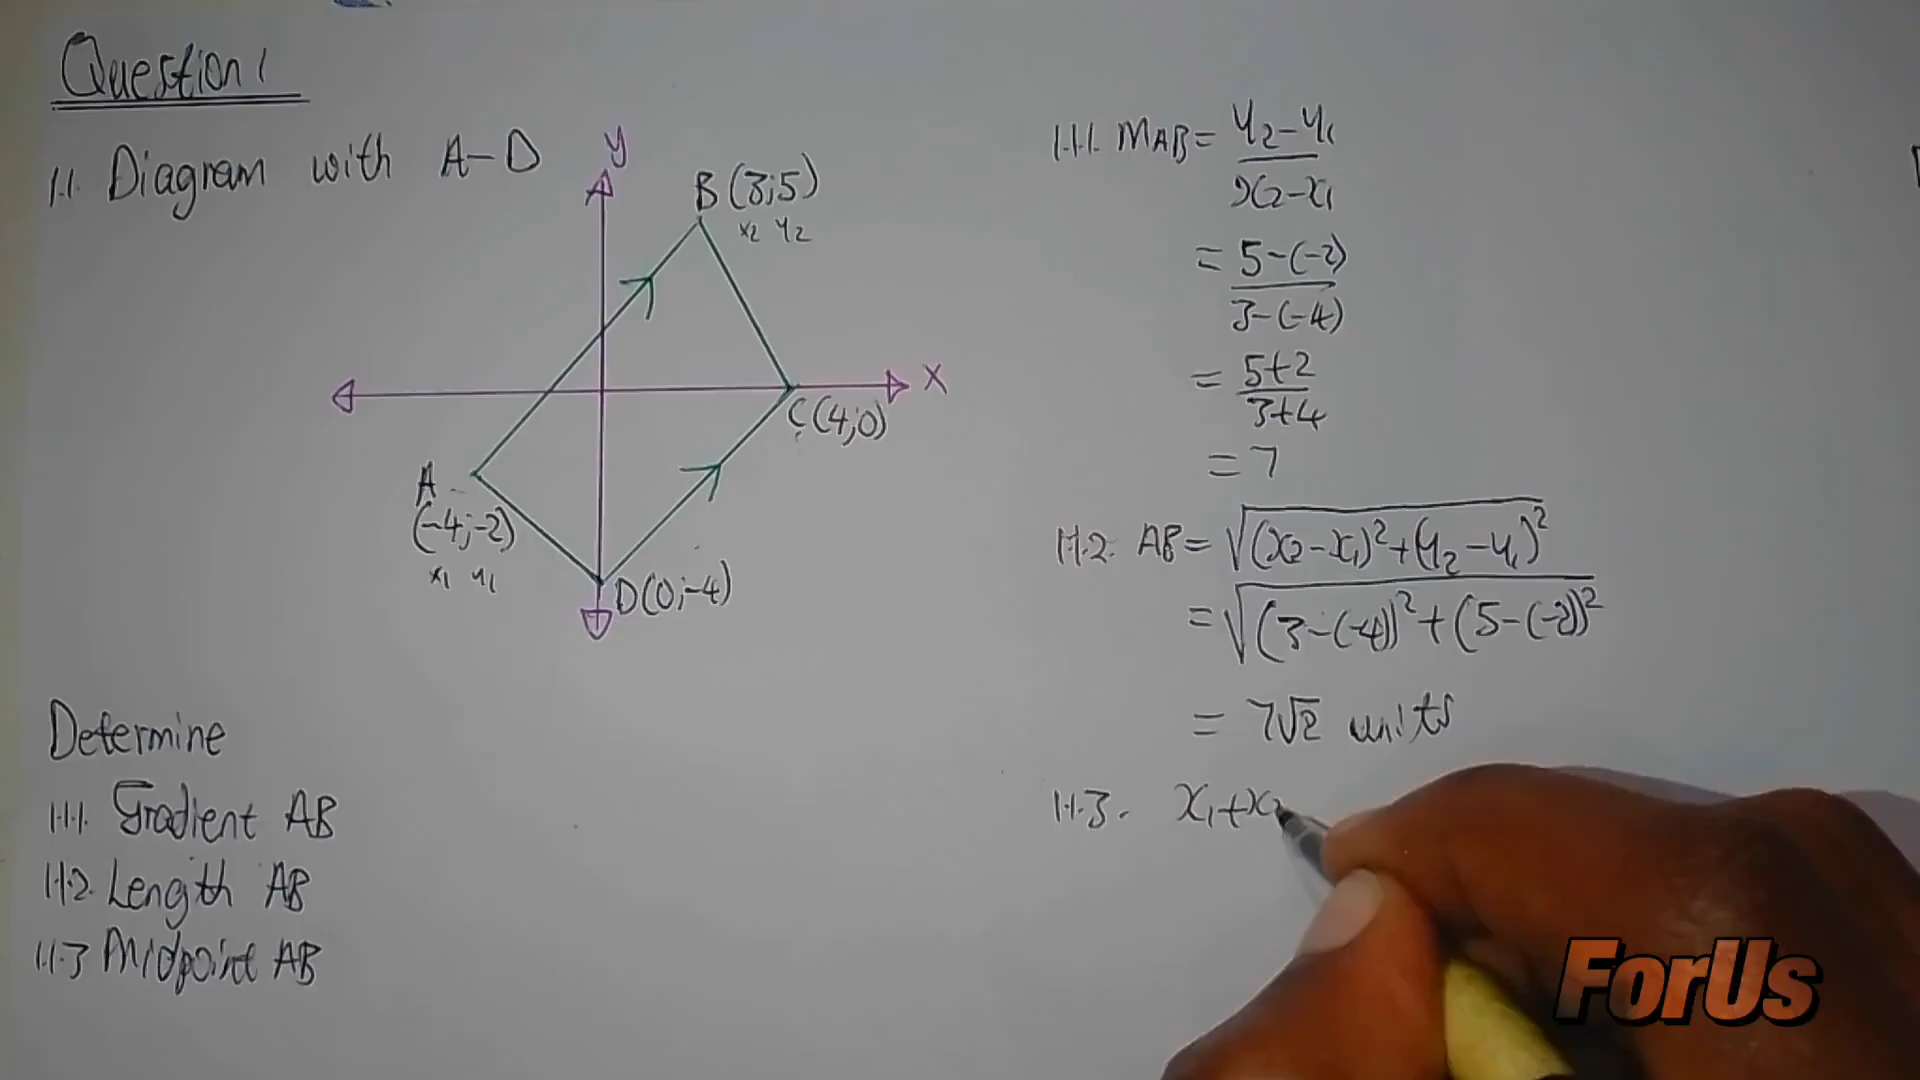 Question 1
1.1. Diagram with A-D
y
B (3;5)
x2 y2
x
C(4;0)
A
(-4;-2)
x1 y1
D(0;-4)
Determine
1.1.1 Gradient AB
1.1.2. Length AB
1.1.3 Midpoint AB
1.1.1. MAB = y2-y1
x2-x1
= 5-(-2)
3-(-4)
= 5+2
3+4
= 7
1.1.2. AB = √(x2-x1)²+(y2-y1)²
= √(3-(-4))²+(5-(-2))²
= 7√2 units
1.1.3. x1+x2
ForUs